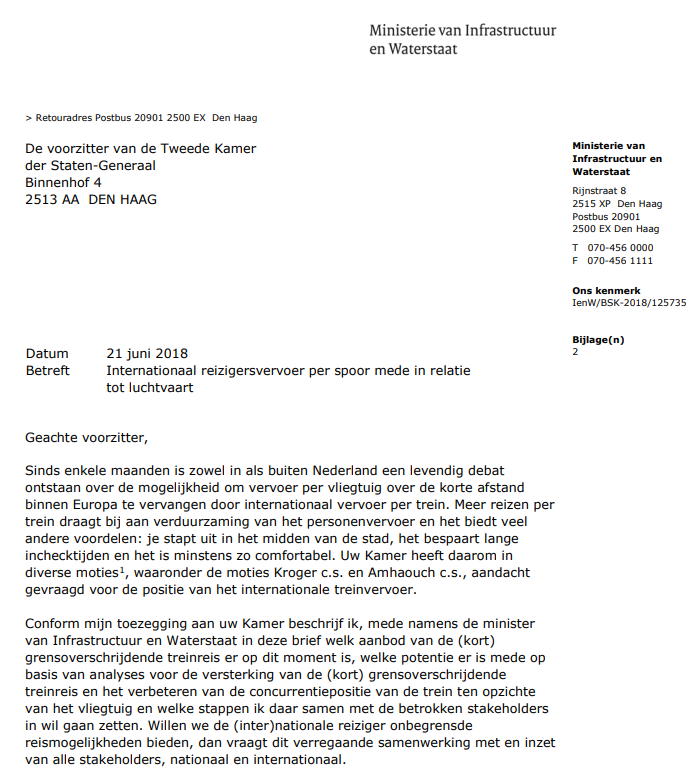 Ministerie van Infrastructuur
en Waterstaat
> Retouradres Postbus 20901 2500 EX Den Haag
De voorzitter van de Tweede Kamer
der Staten-Generaal
Binnenhof 4
2513 AA DEN HAAG
Ministerie van
Infrastructuur en
Waterstaat
Rijnstraat 8
2515 XP Den Haag
Postbus 20901
2500 EX Den Haag
T 070-456 0000
F 070-456 1111
Ons kenmerk
IenW/BSK-2018/125735
Bijlage(n)
2
Datum 21 juni 2018
Betreft Internationaal reizigersvervoer per spoor mede in relatie
tot luchtvaart
Geachte voorzitter,
Sinds enkele maanden is zowel in als buiten Nederland een levendig debat
ontstaan over de mogelijkheid om vervoer per vliegtuig over de korte afstand
binnen Europa te vervangen door internationaal vervoer per trein. Meer reizen per
trein draagt bij aan verduurzaming van het personenvervoer en het biedt veel
andere voordelen: je stapt uit in het midden van de stad, het bespaart lange
inchecktijden en het is minstens zo comfortabel. Uw Kamer heeft daarom in
diverse moties¹, waaronder de moties Kroger c.s. en Amhaouch c.s., aandacht
gevraagd voor de positie van het internationale treinvervoer.
Conform mijn toezegging aan uw Kamer beschrijf ik, mede namens de minister
van Infrastructuur en Waterstaat in deze brief welk aanbod van de (kort)
grensoverschrijdende treinreis er op dit moment is, welke potentie er is mede op
basis van analyses voor de versterking van de (kort) grensoverschrijdende
treinreis en het verbeteren van de concurrentiepositie van de trein ten opzichte
van het vliegtuig en welke stappen ik daar samen met de betrokken stakeholders
in wil gaan zetten. Willen we de (inter)nationale reiziger onbegrensde
reismogelijkheden bieden, dan vraagt dit verregaande samenwerking met en inzet
van alle stakeholders, nationaal en internationaal.